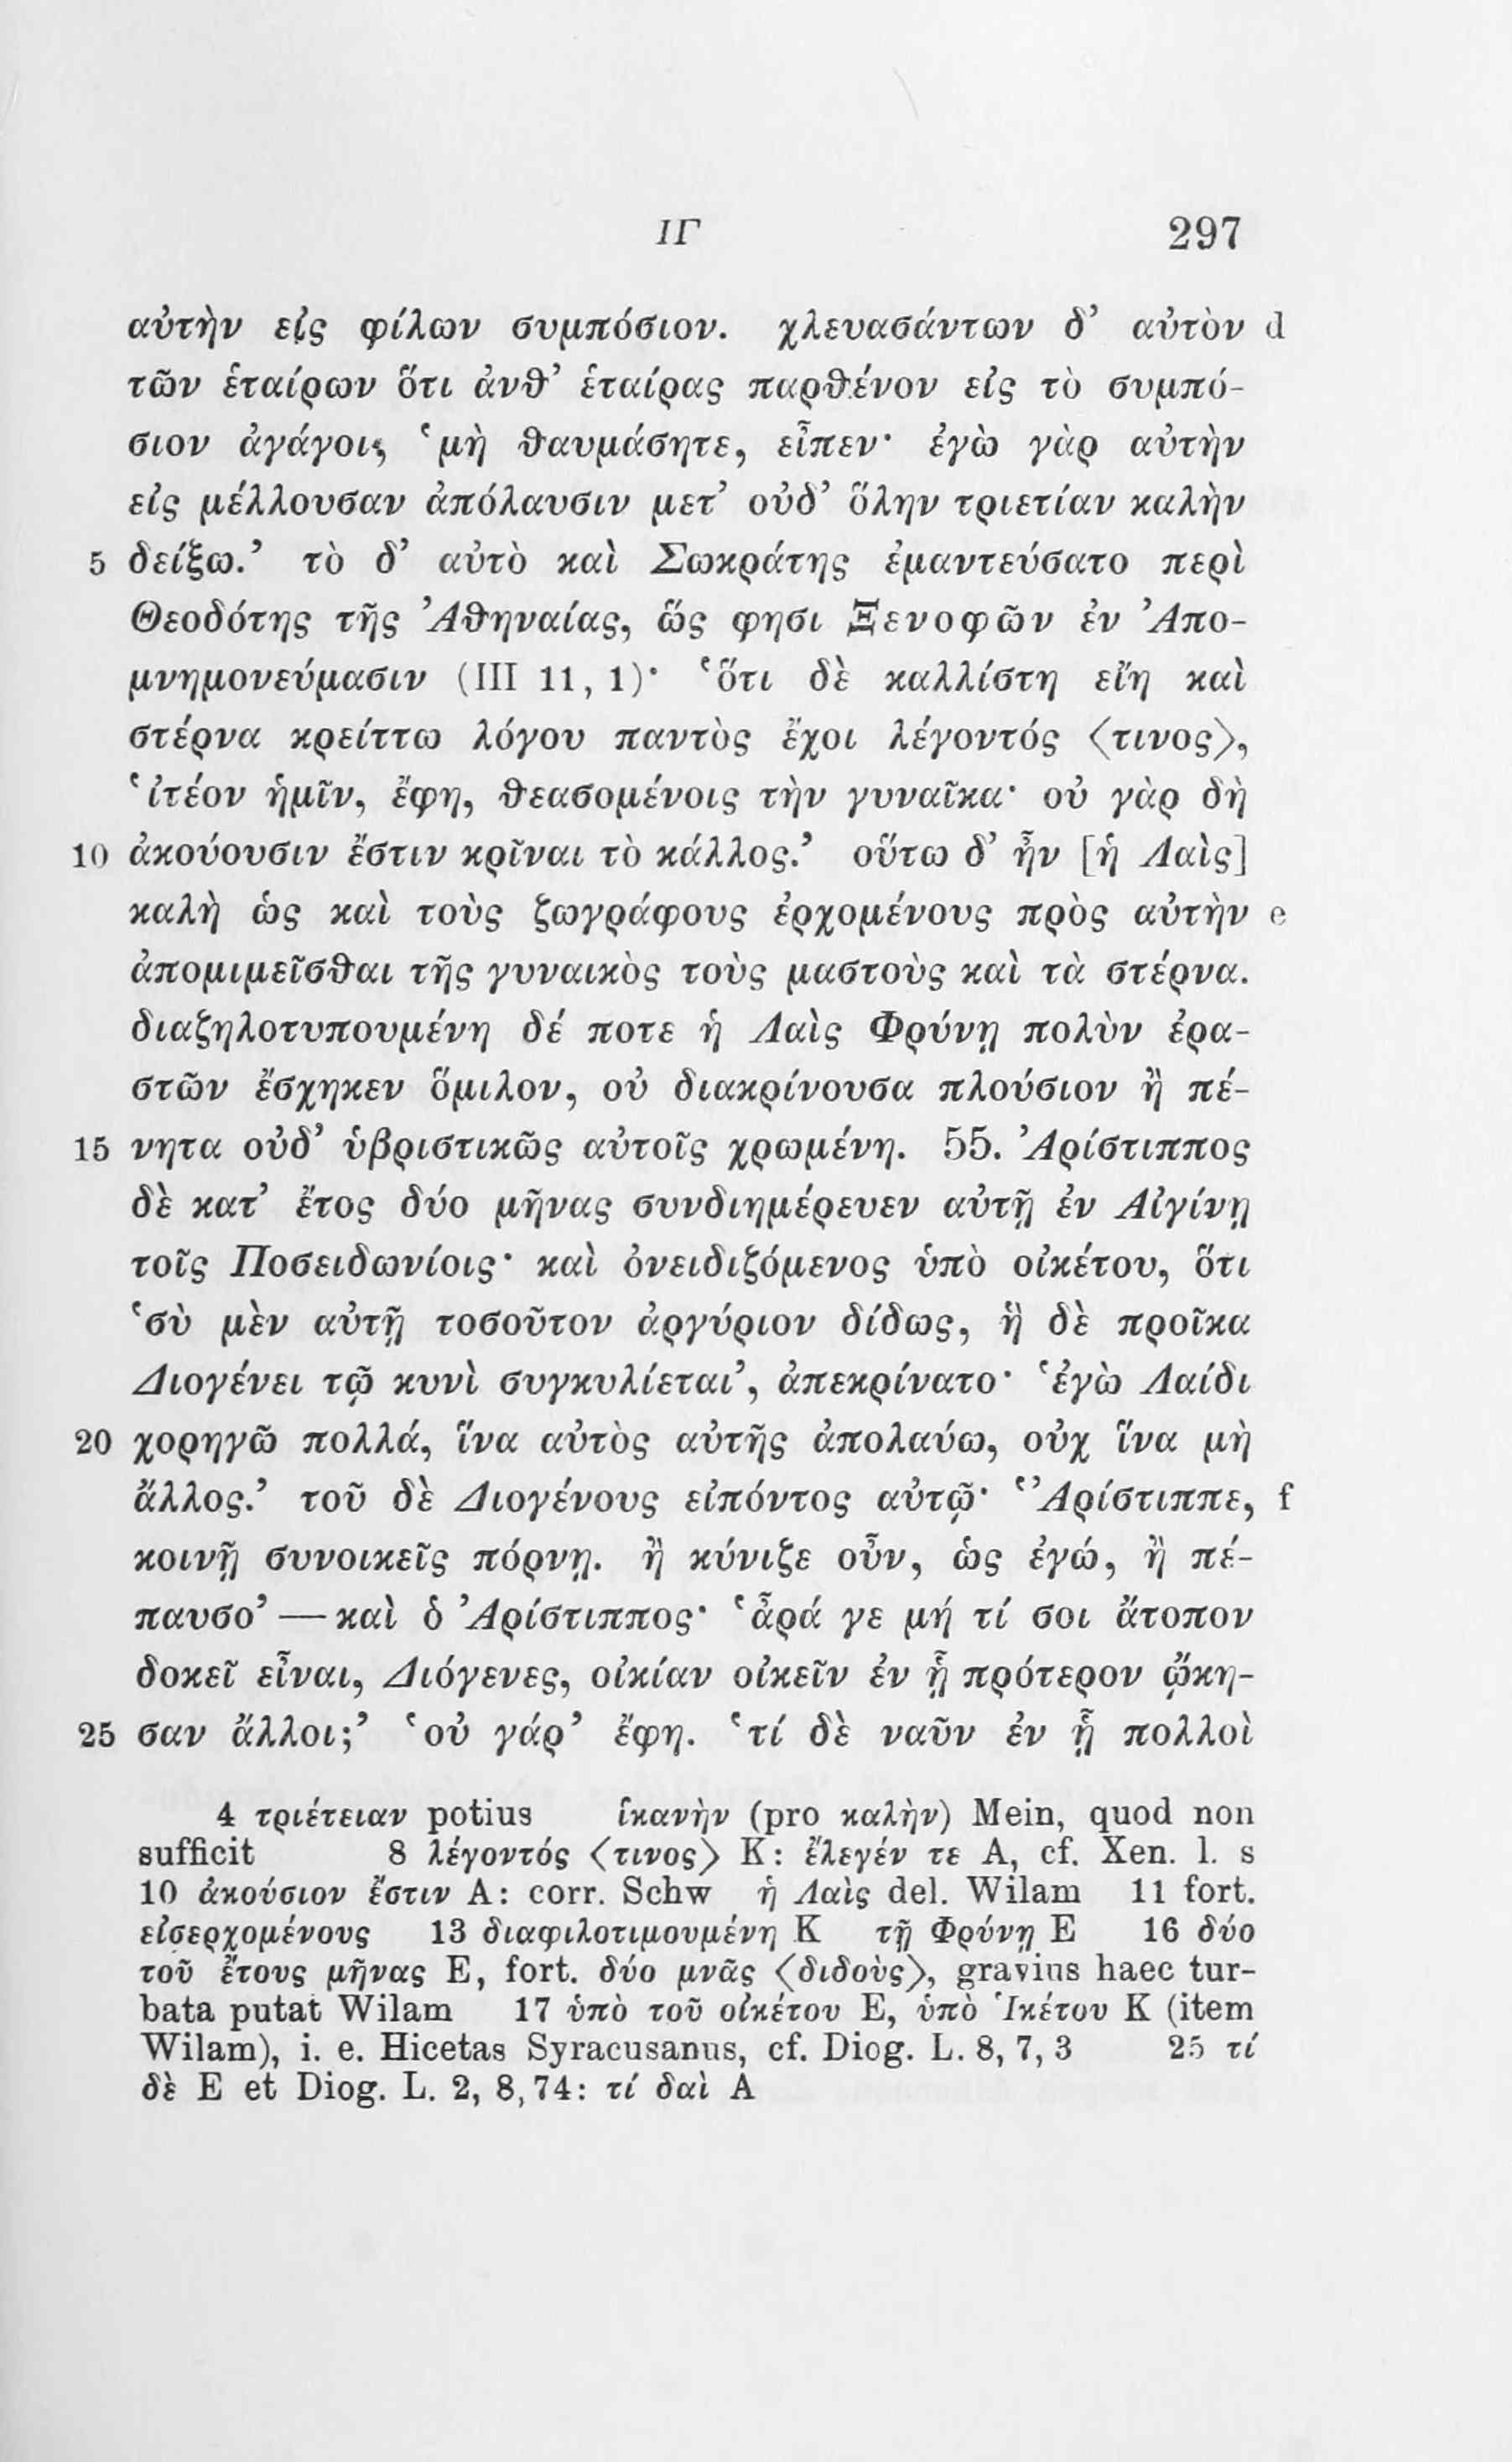 ΙΓ 297
αὐτὴν εἰς φίλων συμπόσιον. χλευασάντων δ’ αὐτὸν d
τῶν ἑταίρων ὅτι ἀνθ’ ἑταίρας παρθένον εἰς τὸ συμπό-
σιον ἀγάγοι, ‘μὴ θαυμάσητε, εἶπεν· ἐγὼ γὰρ αὐτὴν
εἰς μέλλουσαν ἀπόλαυσιν μετ’ οὐδ’ ὅλην τριετίαν καλὴν
5 δείξω.’ τὸ δ’ αὐτὸ καὶ Σωκράτης ἐμαντεύσατο περὶ
Θεοδότης τῆς Ἀθηναίας, ὥς φησι Ξενοφῶν ἐν Ἀπο-
μνημονεύμασιν (III 11, 1)· ‘ὅτι δὲ καλλίστη εἴη καὶ
στέρνα κρείττω λόγου παντὸς ἔχοι λέγοντός <τινος>,
‘ἰτέον ἡμῖν, ἔφη, θεασομένοις τὴν γυναῖκα· οὐ γὰρ δὴ
10 ἀκούουσιν ἔστιν κρῖναι τὸ κάλλος.’ οὕτω δ’ ἦν [ἡ Λαὶς]
καλὴ ὡς καὶ τοὺς ζωγράφους ἐρχομένους πρὸς αὐτὴν e
ἀπομιμεῖσθαι τῆς γυναικὸς τοὺς μαστοὺς καὶ τὰ στέρνα.
διαζηλοτυπουμένη δέ ποτε ἡ Λαὶς Φρύνῃ πολὺν ἐρα-
στῶν ἔσχηκεν ὅμιλον, οὐ διακρίνουσα πλούσιον ἢ πέ-
15 νητα οὐδ’ ὑβριστικῶς αὐτοῖς χρωμένη. 55. Ἀρίστιππος
δὲ κατ’ ἔτος δύο μῆνας συνδιημέρευεν αὐτῇ ἐν Αἰγίνῃ
τοῖς Ποσειδωνίοις· καὶ ὀνειδιζόμενος ὑπὸ οἰκέτου, ὅτι
‘σὺ μὲν αὐτῇ τοσοῦτον ἀργύριον δίδως, ἣ δὲ προῖκα
Διογένει τῷ κυνὶ συγκυλίεται’, ἀπεκρίνατο· ‘ἐγὼ Λαίδι
20 χορηγῶ πολλά, ἵνα αὐτὸς αὐτῆς ἀπολαύω, οὐχ ἵνα μὴ
ἄλλος.’ τοῦ δὲ Διογένους εἰπόντος αὐτῷ· ‘Ἀρίστιππε, f
κοινῇ συνοικεῖς πόρνῃ. ἢ κύνιζε οὖν, ὡς ἐγώ, ἢ πέ-
παυσο’ — καὶ ὁ Ἀρίστιππος· ‘ἆρά γε μή τί σοι ἄτοπον
δοκεῖ εἶναι, Διόγενες, οἰκίαν οἰκεῖν ἐν ᾗ πρότερον ᾤκη-
25 σαν ἄλλοι;’ ‘οὐ γάρ’ ἔφη. ‘τί δὲ ναῦν ἐν ᾗ πολλοὶ
4 τριέτειαν potius ἱκανὴν (pro καλὴν) Mein, quod non
sufficit 8 λέγοντός <τινος> K: ἔλεγέν τε A, cf. Xen. l. s
10 ἀκούσιον ἔστιν A: corr. Schw ἡ Λαὶς del. Wilam 11 fort.
εἰσερχομένους 13 διαφιλοτιμουμένη K τῇ Φρύνῃ E 16 δύο
τοῦ ἔτους μῆνας E, fort. δύο μνᾶς <διδοὺς>, gravius haec tur-
bata putat Wilam 17 ὑπὸ τοῦ οἰκέτου E, ὑπὸ Ἱκέτου K (item
Wilam), i. e. Hicetas Syracusanus, cf. Diog. L. 8, 7, 3 25 τί
δὲ E et Diog. L. 2, 8, 74: τί δαὶ A